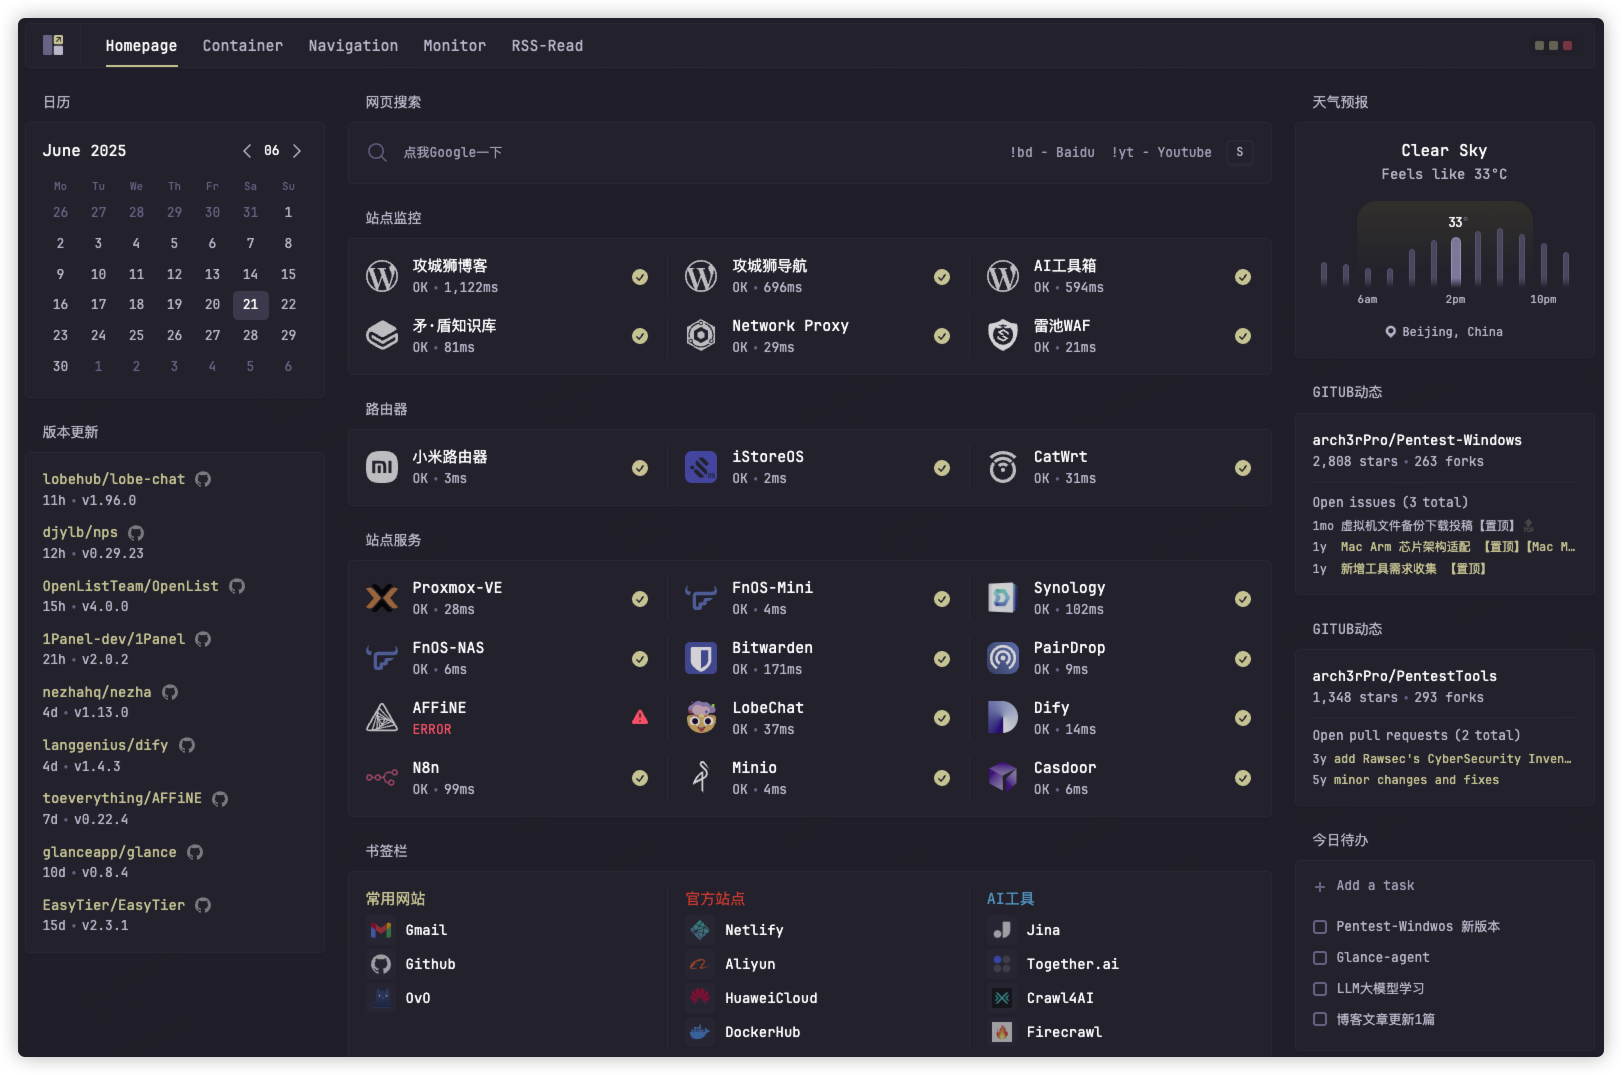 Homepage Container Navigation Monitor RSS-Read
日历
June 2025 06
Mo Tu We Th Fr Sa Su
26 27 28 29 30 31 1
2 3 4 5 6 7 8
9 10 11 12 13 14 15
16 17 18 19 20 21 22
23 24 25 26 27 28 29
30 1 2 3 4 5 6
版本更新
lobehub/lobe-chat
11h • v1.96.0
djylb/nps
12h • v0.29.23
OpenListTeam/OpenList
15h • v4.0.0
1Panel-dev/1Panel
21h • v2.0.2
nezhahq/nezha
4d • v1.13.0
langgenius/dify
4d • v1.4.3
toeverything/AFFiNE
7d • v0.22.4
glanceapp/glance
10d • v0.8.4
EasyTier/EasyTier
15d • v2.3.1
网页搜索
点我Google一下 !bd - Baidu !yt - Youtube S
站点监控
攻城狮博客
OK • 1,122ms
攻城狮导航
OK • 696ms
AI工具箱
OK • 594ms
矛·盾知识库
OK • 81ms
Network Proxy
OK • 29ms
雷池WAF
OK • 21ms
路由器
小米路由器
OK • 3ms
iStoreOS
OK • 2ms
CatWrt
OK • 31ms
站点服务
Proxmox-VE
OK • 28ms
FnOS-Mini
OK • 4ms
Synology
OK • 102ms
FnOS-NAS
OK • 6ms
Bitwarden
OK • 171ms
PairDrop
OK • 9ms
AFFiNE
ERROR
LobeChat
OK • 37ms
Dify
OK • 14ms
N8n
OK • 99ms
Minio
OK • 4ms
Casdoor
OK • 6ms
书签栏
常用网站
Gmail
Github
OvO
官方站点
Netlify
Aliyun
HuaweiCloud
DockerHub
AI工具
Jina
Together.ai
Crawl4AI
Firecrawl
天气预报
Clear Sky
Feels like 33°C
33°
6am 2pm 10pm
Beijing, China
GITUB动态
arch3rPro/Pentest-Windows
2,808 stars • 263 forks
Open issues (3 total)
1mo 虚拟机文件备份下载投稿【置顶】
1y Mac Arm 芯片架构适配 【置顶】【Mac M…
1y 新增工具需求收集 【置顶】
GITUB动态
arch3rPro/PentestTools
1,348 stars • 293 forks
Open pull requests (2 total)
3y add Rawsec's CyberSecurity Inven…
5y minor changes and fixes
今日待办
+ Add a task
Pentest-Windwos 新版本
Glance-agent
LLM大模型学习
博客文章更新1篇